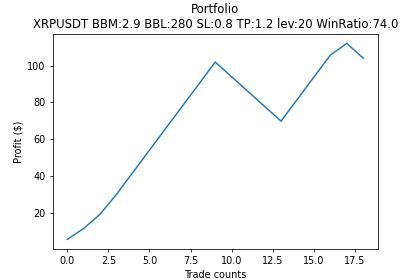 Portfolio
XRPUSDT BBM:2.9 BBL:280 SL:0.8 TP:1.2 lev:20 WinRatio:74.0
Profit ($)
100
80
60
40
20
0.0 2.5 5.0 7.5 10.0 12.5 15.0 17.5
Trade counts